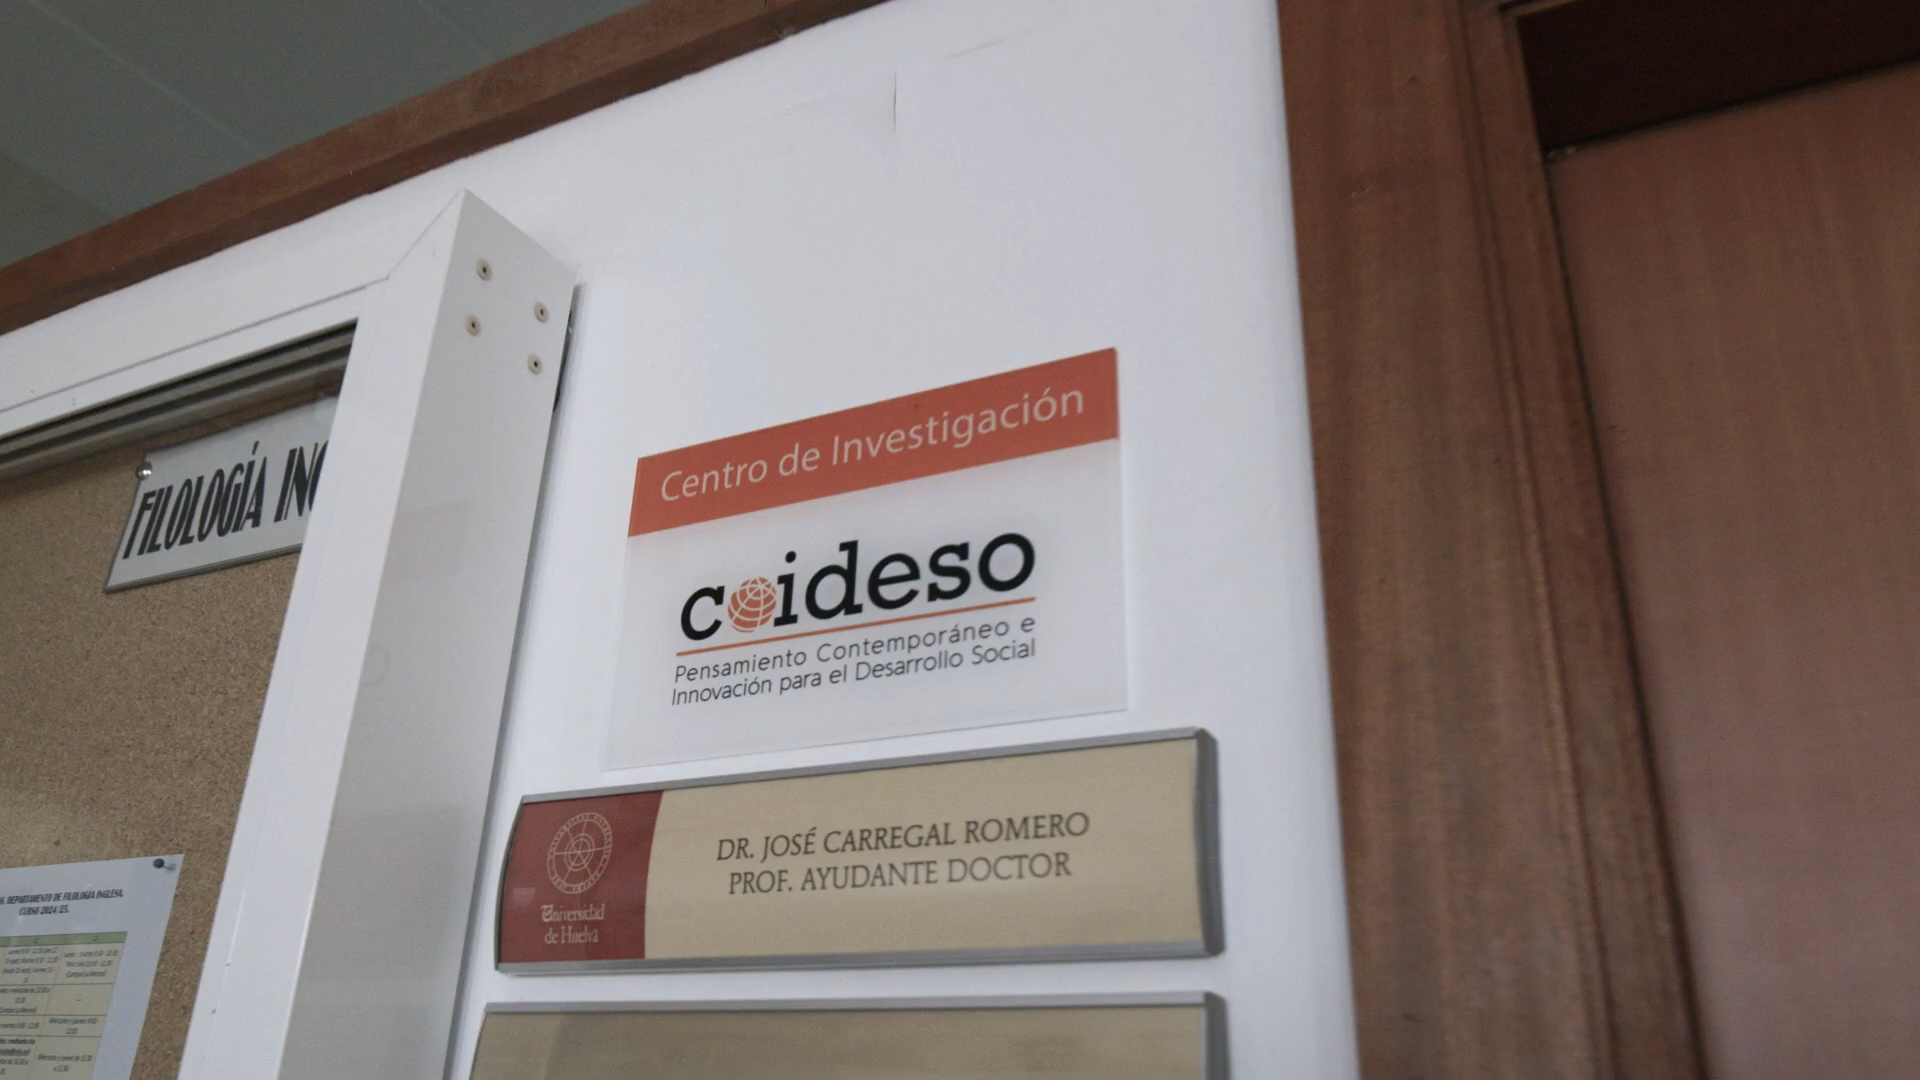 FILOLOGÍA ING
Centro de Investigación
coideso
Pensamiento Contemporáneo e
Innovación para el Desarrollo Social
DR. JOSÉ CARREGAL ROMERO
PROF. AYUDANTE DOCTOR
Universidad
de Huelva
DEPARTAMENTO DE FILOLOGÍA INGLESA.
CURSO 2024/25.